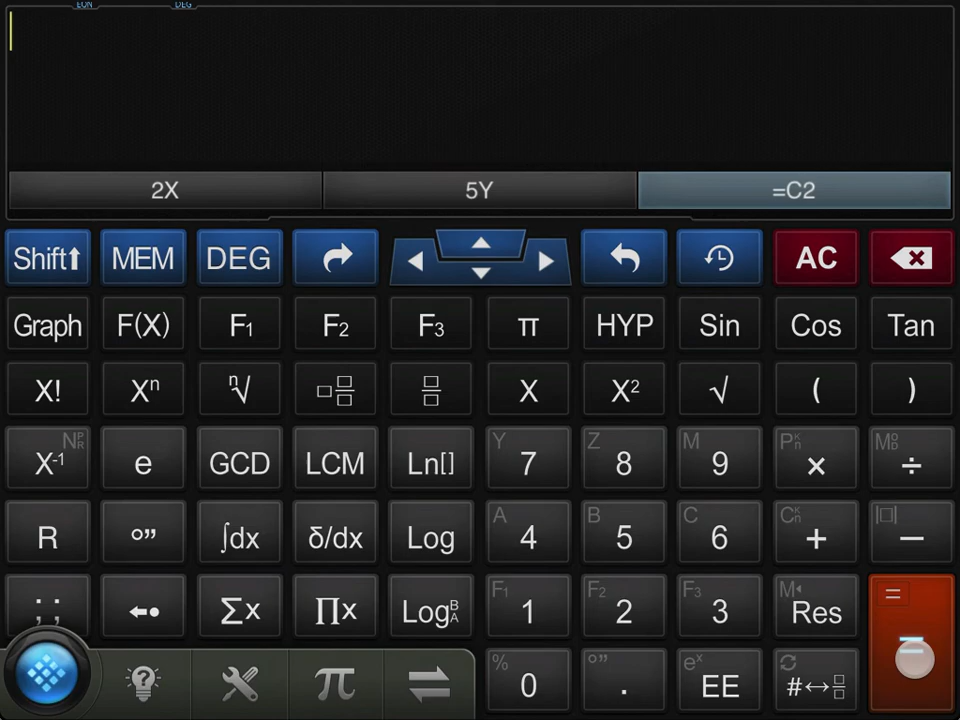 EQN DEG
2X 5Y =C2
Shift↑ MEM DEG AC
Graph F(X) F₁ F₂ F₃ π HYP Sin Cos Tan
X! Xⁿ ⁿ√ X X² √ ( )
X⁻¹ e GCD LCM Ln[] Y 7 Z 8 M 9 × ÷
R °” ∫dx δ/dx Log A 4 B 5 C 6 + −
; ; ←• Σx ∏x Log F₁ 1 F₂ 2 F₃ 3 M Res =
π % 0 °” . eˣ EE #↔ =